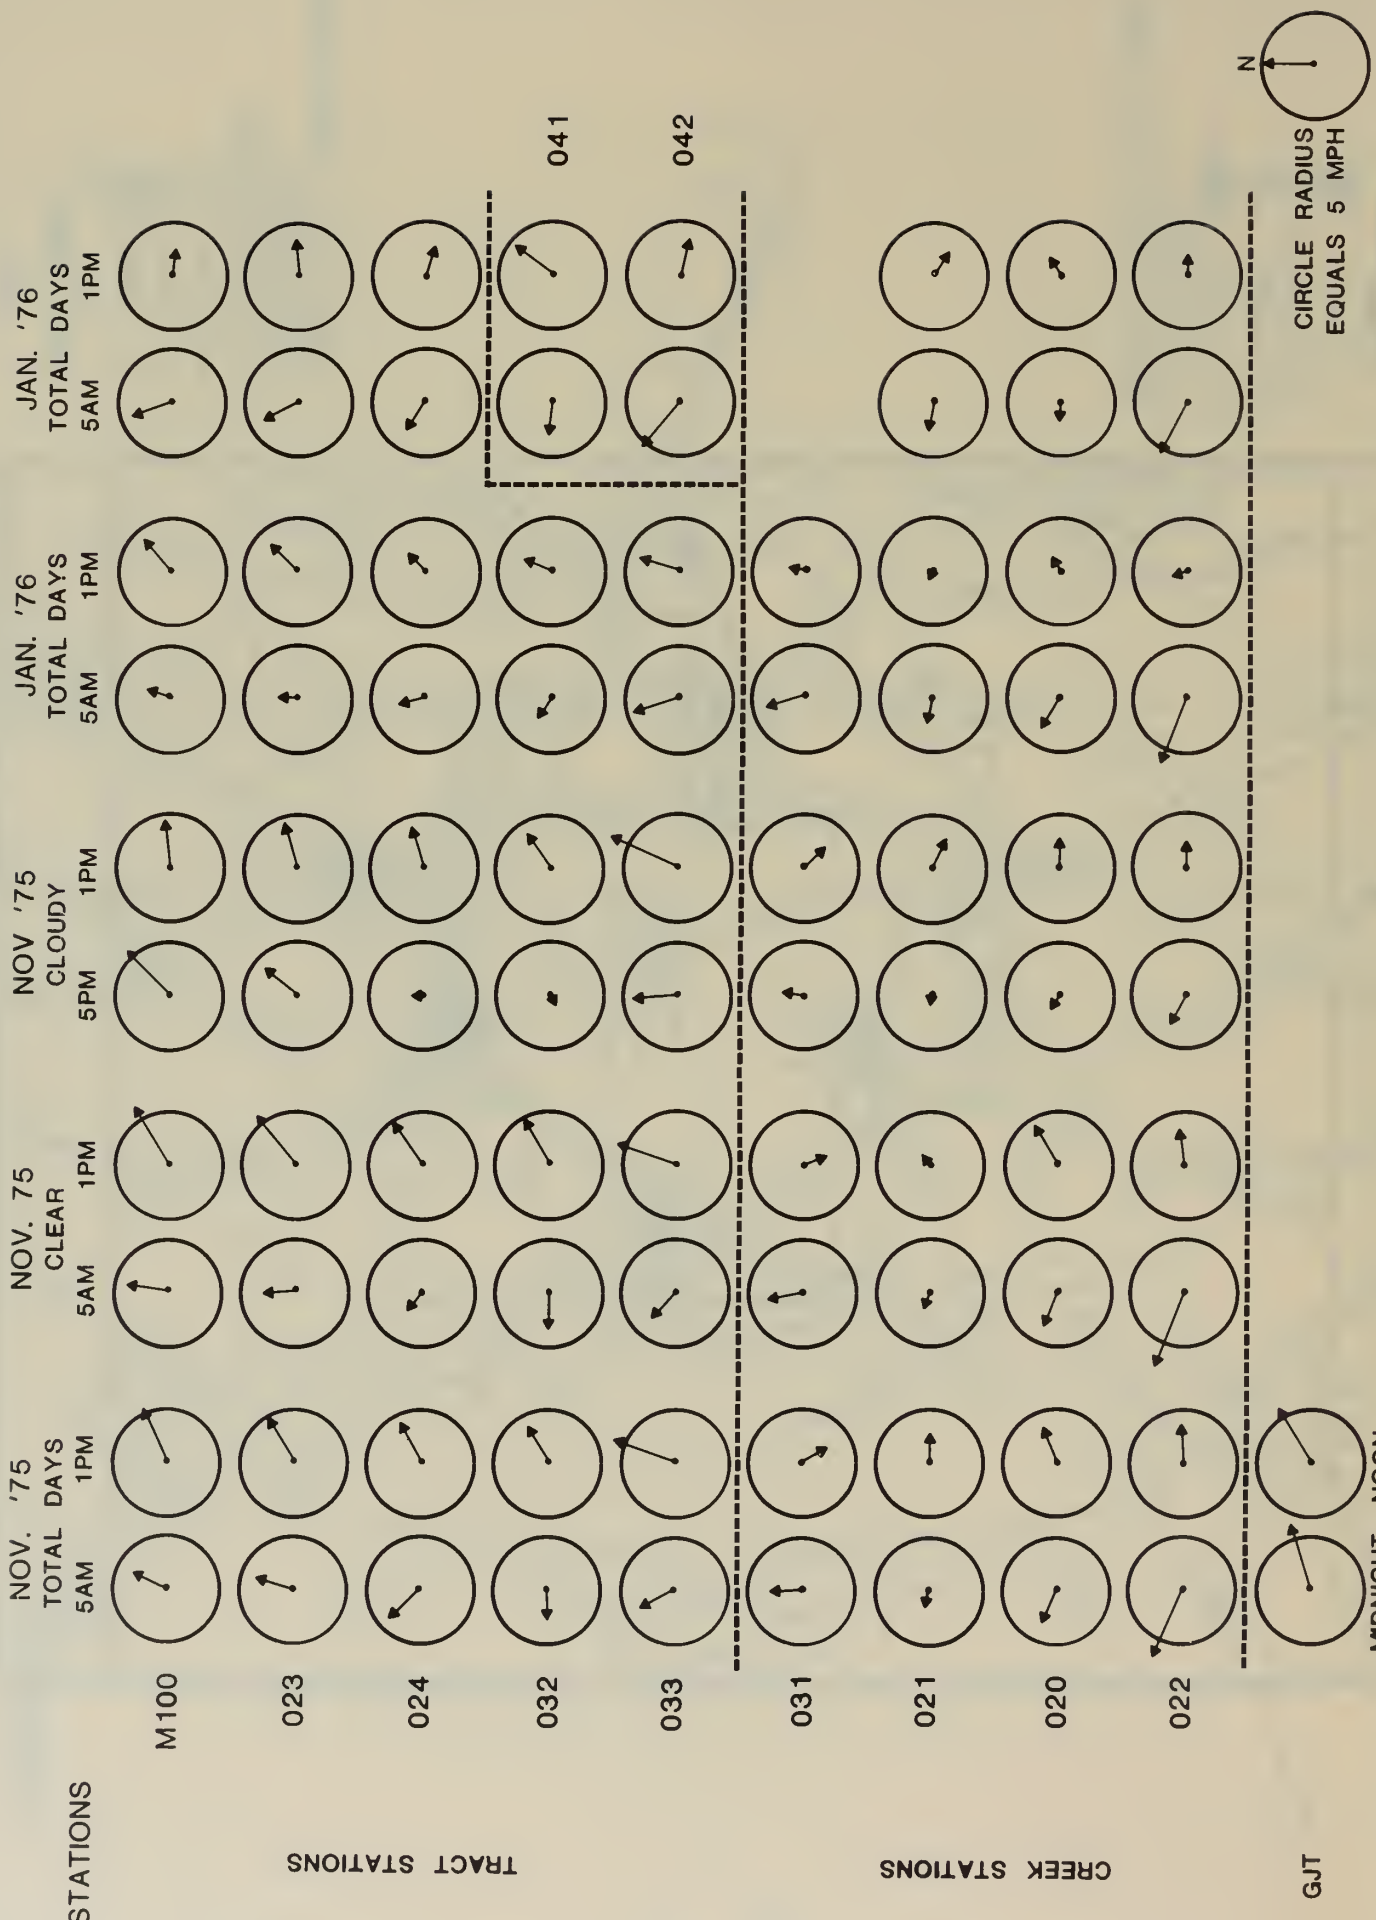 STATIONS
NOV. '75
TOTAL DAYS
5AM 1PM
NOV. 75
CLEAR
5AM 1PM
NOV '75
CLOUDY
5PM 1PM
JAN. '76
TOTAL DAYS
5AM 1PM
JAN. '76
TOTAL DAYS
5AM 1PM
TRACT STATIONS
M100
023
024
032
041
033
042
CREEK STATIONS
031
021
020
022
GJT
MIDNIGHT NOON
CIRCLE RADIUS
EQUALS 5 MPH
N